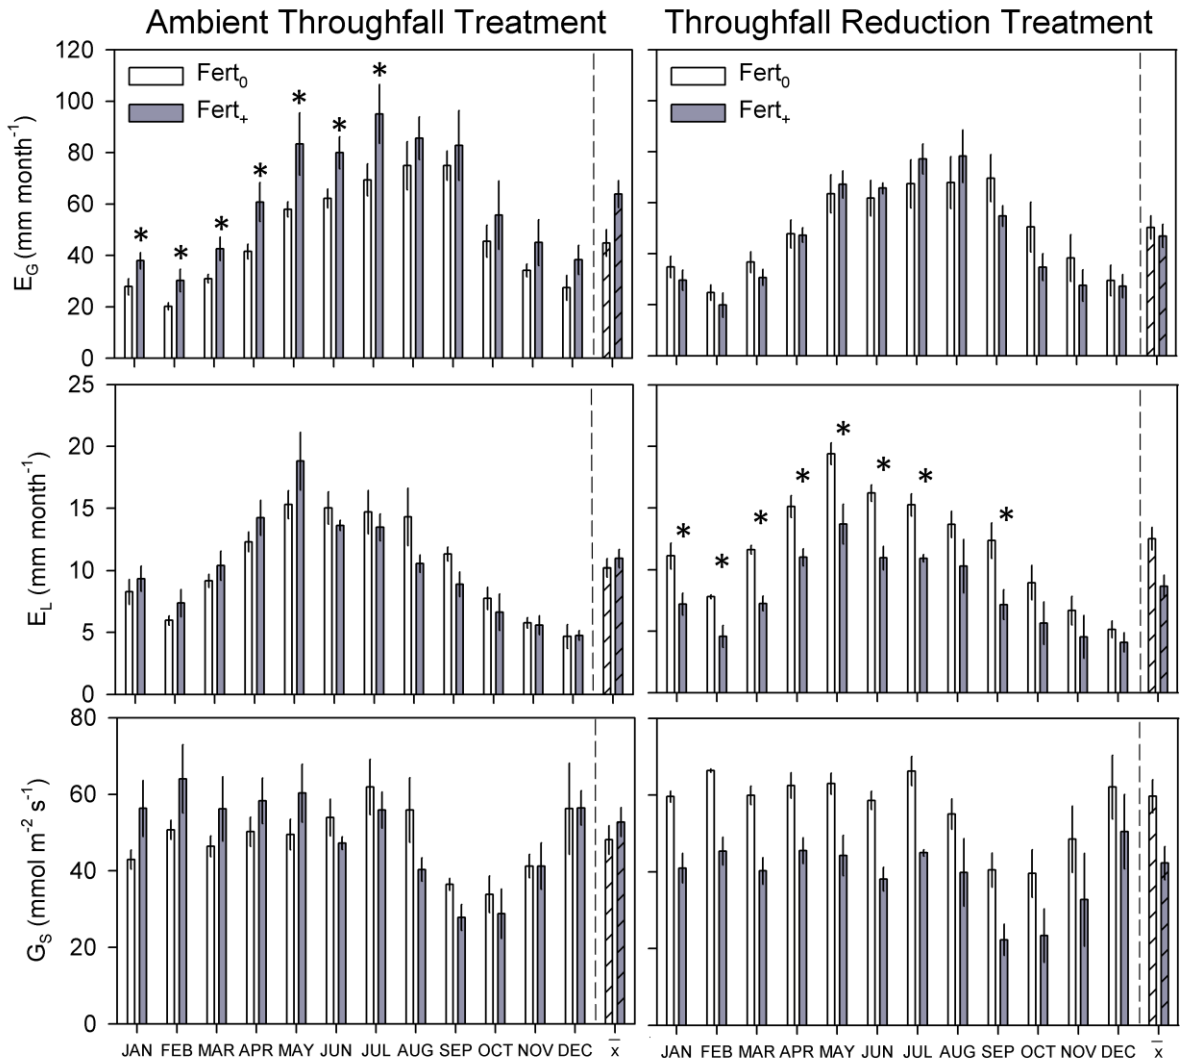 Ambient Throughfall Treatment
Throughfall Reduction Treatment
E_G (mm month⁻¹)
120
100
80
60
40
20
0
Fert₀
Fert₊
* * * * * * *
Fert₀
Fert₊
E_L (mm month⁻¹)
25
20
15
10
5
0
* * * * * * * *
G_S (mmol m⁻² s⁻¹)
80
60
40
20
0
JAN FEB MAR APR MAY JUN JUL AUG SEP OCT NOV DEC x̄
JAN FEB MAR APR MAY JUN JUL AUG SEP OCT NOV DEC x̄